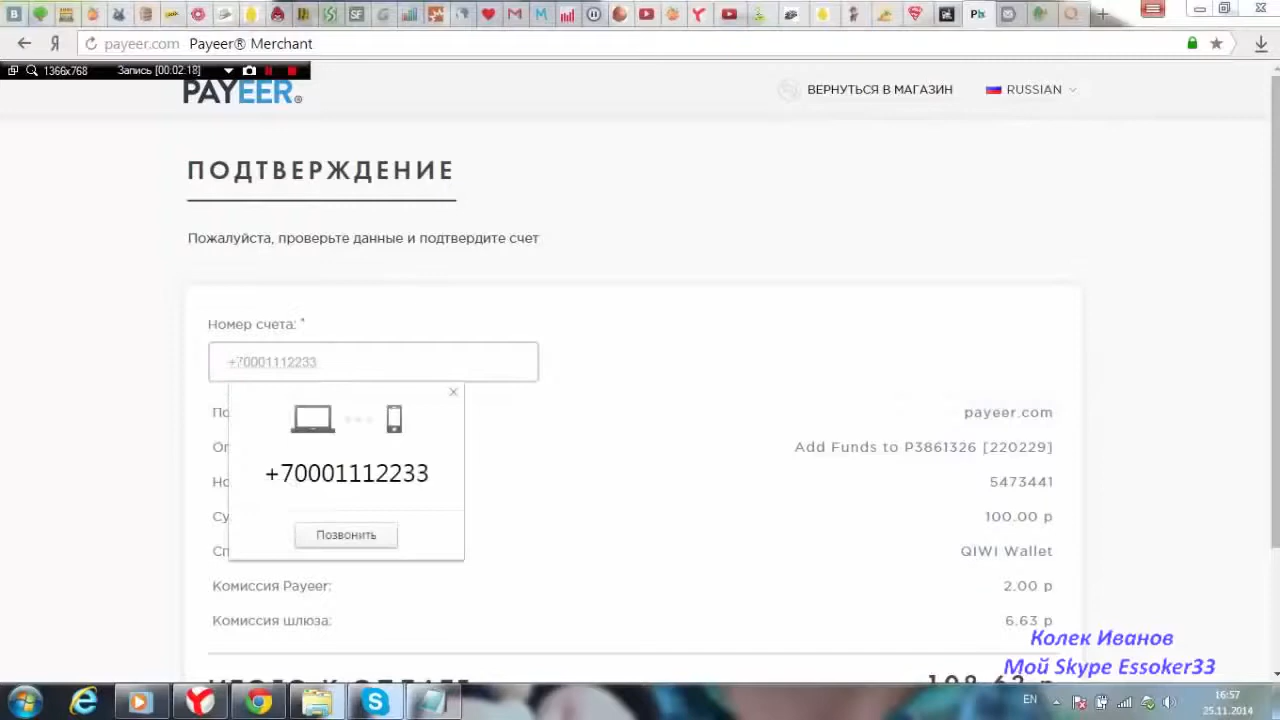 payeer.com Payeer® Merchant
1366x768 Запись [00:02:18]
PAYEER®
ВЕРНУТЬСЯ В МАГАЗИН
RUSSIAN
ПОДТВЕРЖДЕНИЕ
Пожалуйста, проверьте данные и подтвердите счет
Номер счета: *
+70001112233
+70001112233
Позвонить
payeer.com
Add Funds to P3861326 [220229]
5473441
100.00 р
QIWI Wallet
Комиссия Payeer: 2.00 р
Комиссия шлюза: 6.63 р
Колек Иванов
Мой Skype Essoker33
EN
16:57
25.11.2014